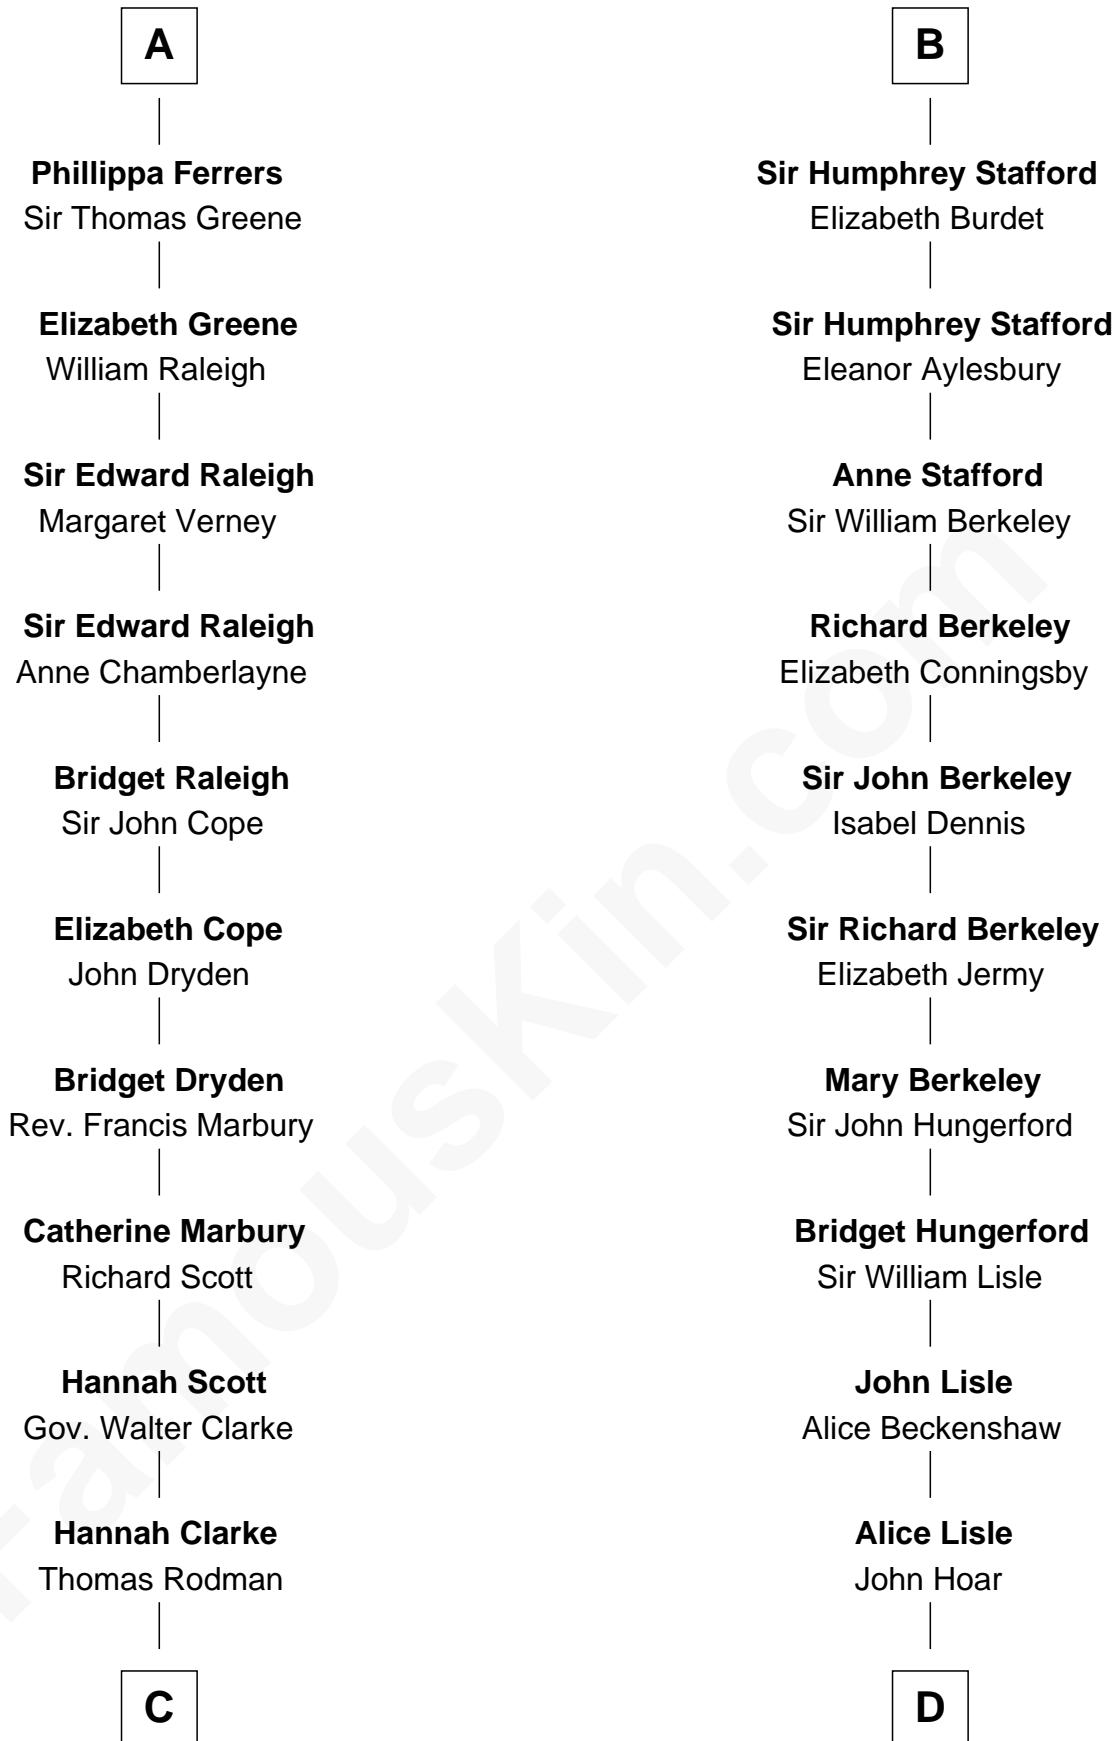 A
Phillippa Ferrers
Sir Thomas Greene
Elizabeth Greene
William Raleigh
Sir Edward Raleigh
Margaret Verney
Sir Edward Raleigh
Anne Chamberlayne
Bridget Raleigh
Sir John Cope
Elizabeth Cope
John Dryden
Bridget Dryden
Rev. Francis Marbury
Catherine Marbury
Richard Scott
Hannah Scott
Gov. Walter Clarke
Hannah Clarke
Thomas Rodman
C
B
Sir Humphrey Stafford
Elizabeth Burdet
Sir Humphrey Stafford
Eleanor Aylesbury
Anne Stafford
Sir William Berkeley
Richard Berkeley
Elizabeth Conningsby
Sir John Berkeley
Isabel Dennis
Sir Richard Berkeley
Elizabeth Jermy
Mary Berkeley
Sir John Hungerford
Bridget Hungerford
Sir William Lisle
John Lisle
Alice Beckenshaw
Alice Lisle
John Hoar
D
FamousKin.com